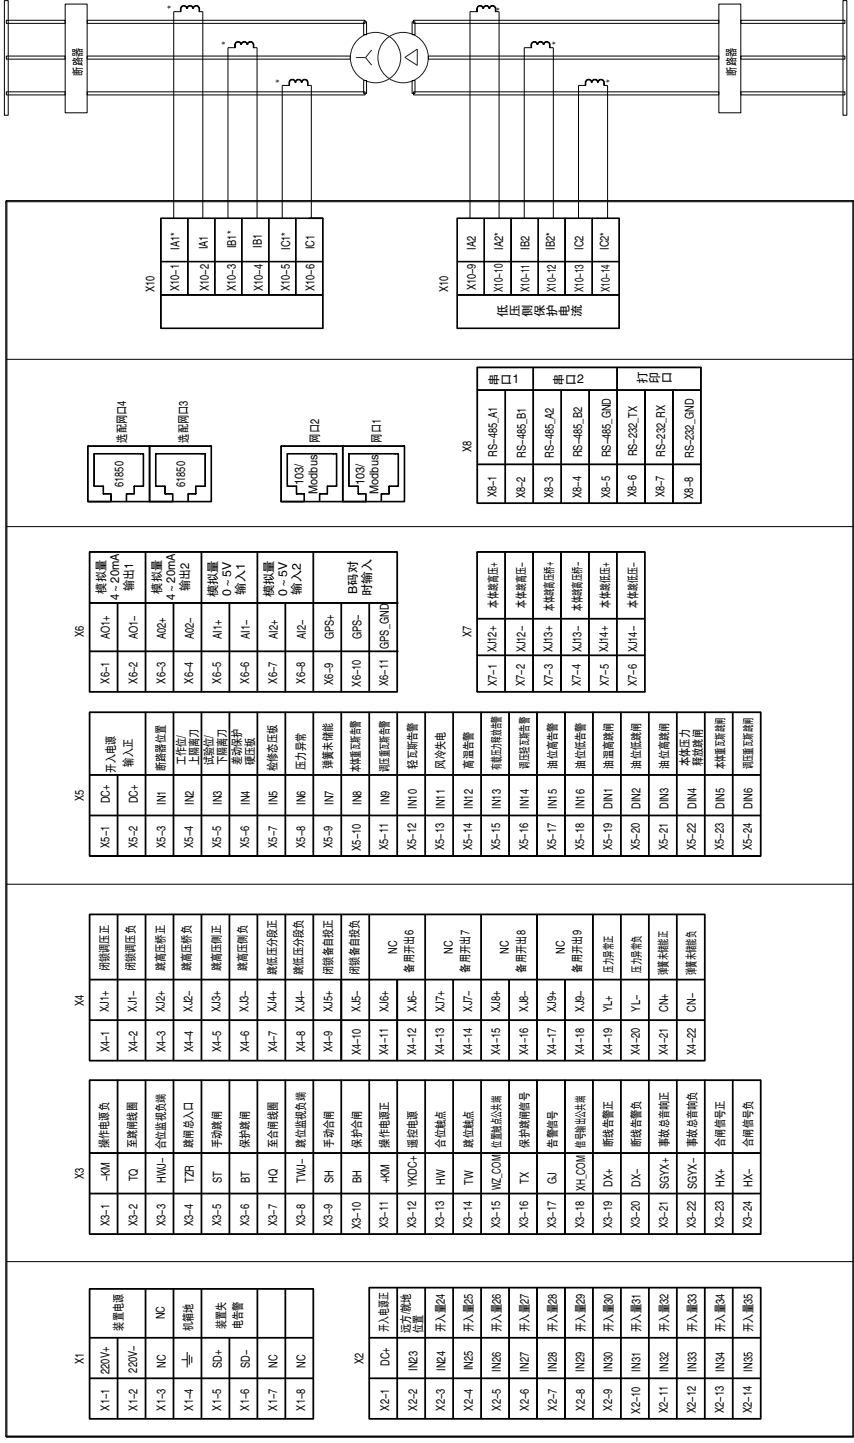 断路器
断路器
X10
X10-1 IA1*
X10-2 IA1
X10-3 IB1*
X10-4 IB1
X10-5 IC1*
X10-6 IC1
X10
低压侧保护电流
X10-9 IA2
X10-10 IA2*
X10-11 IB2
X10-12 IB2*
X10-13 IC2
X10-14 IC2*
选配网口4
61850
选配网口3
61850
网口2
103/
Modbus
网口1
103/
Modbus
X8
X8-1 RS-485_A1 串口1
X8-2 RS-485_B1
X8-3 RS-485_A2 串口2
X8-4 RS-485_B2
X8-5 RS-485_GND
X8-6 RS-232_TX 打印口
X8-7 RS-232_RX
X8-8 RS-232_GND
X6
X6-1 AO1+ 模拟量
4~20mA
输出1
X6-2 AO1-
X6-3 AO2+ 模拟量
4~20mA
输出2
X6-4 AO2-
X6-5 AI1+ 模拟量
0~5V
输入1
X6-6 AI1-
X6-7 AI2+ 模拟量
0~5V
输入2
X6-8 AI2-
X6-9 GPS+ B码对
时输入
X6-10 GPS-
X6-11 GPS_GND
X7
X7-1 XJ12+ 本体跳高压+
X7-2 XJ12- 本体跳高压-
X7-3 XJ13+ 本体跳高压桥+
X7-4 XJ13- 本体跳高压桥-
X7-5 XJ14+ 本体跳低压+
X7-6 XJ14- 本体跳低压-
X5
X5-1 DC+ 开入电源
X5-2 DC+ 输入正
X5-3 IN1 断路器位置
X5-4 IN2 工作位/
上隔离刀
X5-5 IN3 试验位/
下隔离刀
X5-6 IN4 差动保护
硬压板
X5-7 IN5 检修态压板
X5-8 IN6 压力异常
X5-9 IN7 弹簧未储能
X5-10 IN8 本体重瓦斯告警
X5-11 IN9 调压重瓦斯告警
X5-12 IN10 轻瓦斯告警
X5-13 IN11 风冷失电
X5-14 IN12 高温告警
X5-15 IN13 有载压力释放告警
X5-16 IN14 调压轻瓦斯告警
X5-17 IN15 油位高告警
X5-18 IN16 油位低告警
X5-19 DIN1 油温高跳闸
X5-20 DIN2 油位低跳闸
X5-21 DIN3 油位高跳闸
X5-22 DIN4 本体压力
释放跳闸
X5-23 DIN5 本体重瓦斯跳闸
X5-24 DIN6 调压重瓦斯跳闸
X4
X4-1 XJ1+ 闭锁调压正
X4-2 XJ1- 闭锁调压负
X4-3 XJ2+ 跳高压桥正
X4-4 XJ2- 跳高压桥负
X4-5 XJ3+ 跳高压侧正
X4-6 XJ3- 跳高压侧负
X4-7 XJ4+ 跳低压分段正
X4-8 XJ4- 跳低压分段负
X4-9 XJ5+ 闭锁备自投正
X4-10 XJ5- 闭锁备自投负
X4-11 XJ6+ NC
X4-12 XJ6- 备用开出6
X4-13 XJ7+ NC
X4-14 XJ7- 备用开出7
X4-15 XJ8+ NC
X4-16 XJ8- 备用开出8
X4-17 XJ9+ NC
X4-18 XJ9- 备用开出9
X4-19 YL+ 压力异常正
X4-20 YL- 压力异常负
X4-21 CN+ 弹簧未储能正
X4-22 CN- 弹簧未储能负
X3
X3-1 -KM 操作电源负
X3-2 TQ 至跳闸线圈
X3-3 HWJ- 合位监视负端
X3-4 TZR 跳闸总入口
X3-5 ST 手动跳闸
X3-6 BT 保护跳闸
X3-7 HQ 至合闸线圈
X3-8 TWJ- 跳位监视负端
X3-9 SH 手动合闸
X3-10 BH 保护合闸
X3-11 +KM 操作电源正
X3-12 YKDC+ 遥控电源
X3-13 HW 合位触点
X3-14 TW 跳位触点
X3-15 WZ_COM 位置触点公共端
X3-16 TX 保护跳闸信号
X3-17 GJ 告警信号
X3-18 XH_COM 信号输出公共端
X3-19 DX+ 断线告警正
X3-20 DX- 断线告警负
X3-21 SGYX+ 事故总音响正
X3-22 SGYX- 事故总音响负
X3-23 HX+ 合闸信号正
X3-24 HX- 合闸信号负
X1
X1-1 220V+ 装置电源
X1-2 220V-
X1-3 NC NC
X1-4 机箱地
X1-5 SD+ 装置失
电告警
X1-6 SD-
X1-7 NC
X1-8 NC
X2
X2-1 DC+ 开入电源正
X2-2 IN23 远方/就地
位置
X2-3 IN24 开入量24
X2-4 IN25 开入量25
X2-5 IN26 开入量26
X2-6 IN27 开入量27
X2-7 IN28 开入量28
X2-8 IN29 开入量29
X2-9 IN30 开入量30
X2-10 IN31 开入量31
X2-11 IN32 开入量32
X2-12 IN33 开入量33
X2-13 IN34 开入量34
X2-14 IN35 开入量35